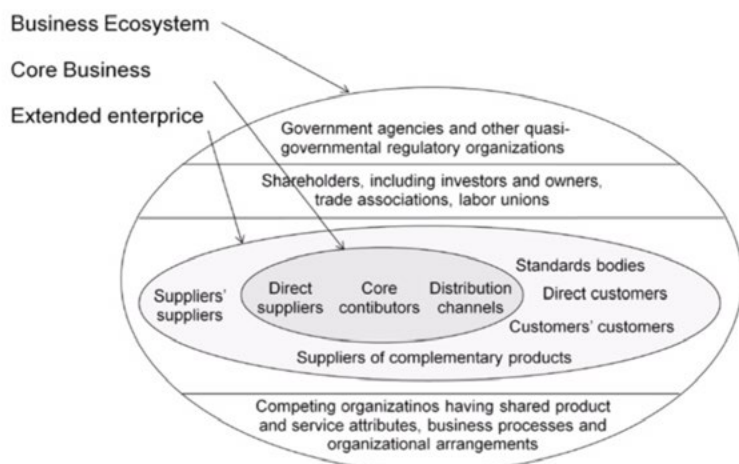 Business Ecosystem
Core Business
Extended enterprice
Government agencies and other quasi-
governmental regulatory organizations
Shareholders, including investors and owners,
trade associations, labor unions
Standards bodies
Suppliers'
suppliers
Direct
suppliers
Core
contibutors
Distribution
channels
Direct customers
Customers' customers
Suppliers of complementary products
Competing organizatinos having shared product
and service attributes, business processes and
organizational arrangements